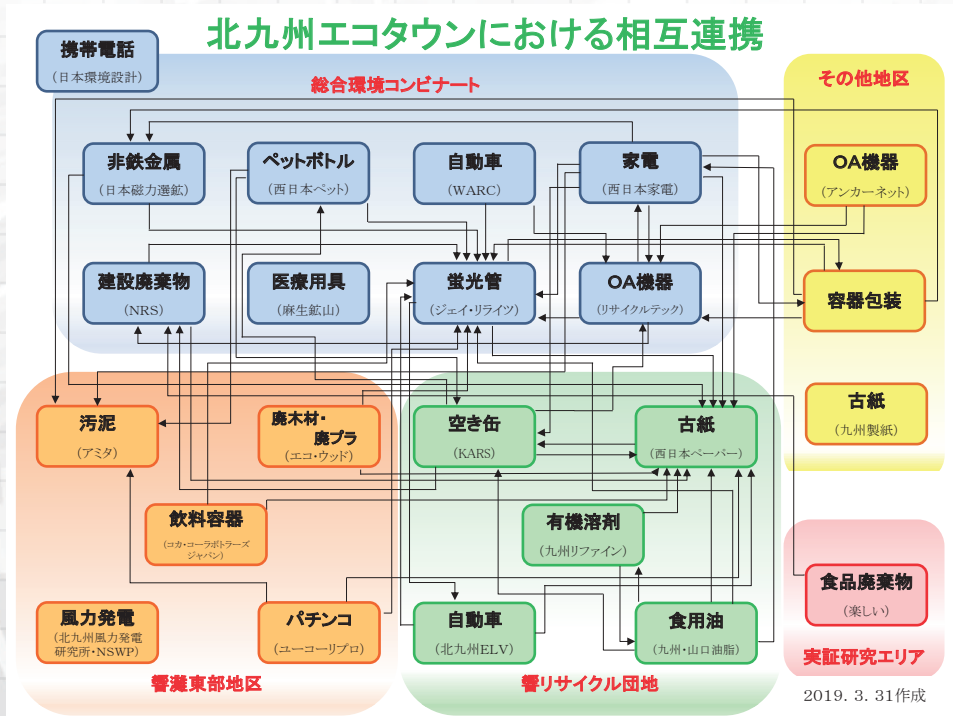 北九州エコタウンにおける相互連携
携帯電話
(日本環境設計)
総合環境コンビナート
その他地区
非鉄金属
(日本磁力選鉱)
ペットボトル
(西日本ペット)
自動車
(WARC)
家電
(西日本家電)
OA機器
(アンカーネット)
建設廃棄物
(NRS)
医療用具
(麻生鉱山)
蛍光管
(ジェイ・リライツ)
OA機器
(リサイクルテック)
容器包装
汚泥
(アミタ)
廃木材・
廃プラ
(エコ・ウッド)
空き缶
(KARS)
古紙
(西日本ペーパー)
古紙
(九州製紙)
飲料容器
(コカ・コーラボトラーズ
ジャパン)
有機溶剤
(九州リファイン)
食品廃棄物
(楽しい)
風力発電
(北九州風力発電
研究所・NSWP)
パチンコ
(ユーコーリプロ)
自動車
(北九州ELV)
食用油
(九州・山口油脂)
実証研究エリア
響灘東部地区
響リサイクル団地
2019. 3. 31作成